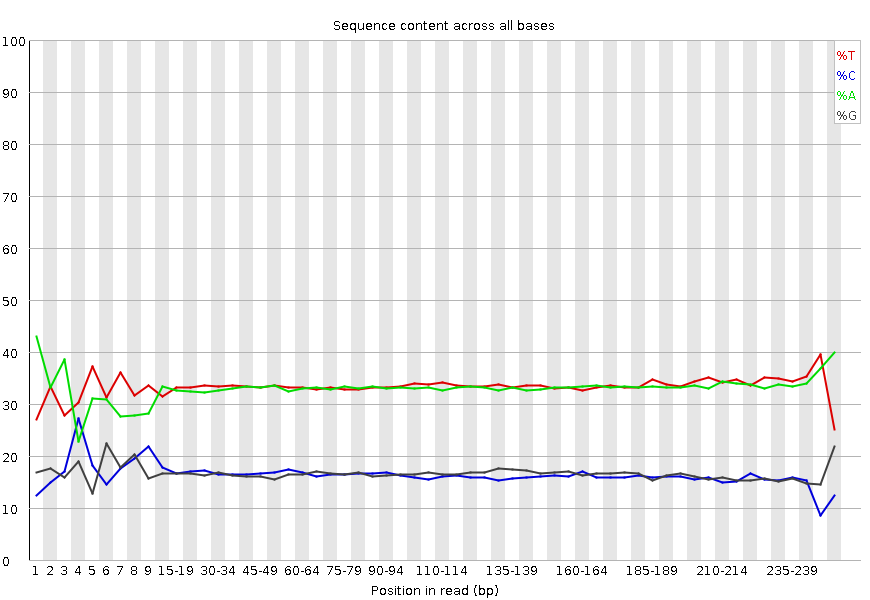 Sequence content across all bases
100
90
80
70
60
50
40
30
20
10
0
%T
%C
%A
%G
1 2 3 4 5 6 7 8 9 15-19 30-34 45-49 60-64 75-79 90-94 110-114 135-139 160-164 185-189 210-214 235-239
Position in read (bp)